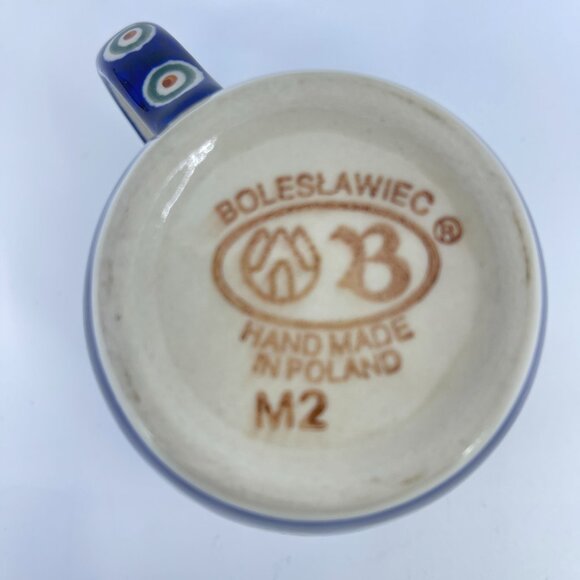 BOLESŁAWIEC
B ®
HAND MADE
IN POLAND
M2